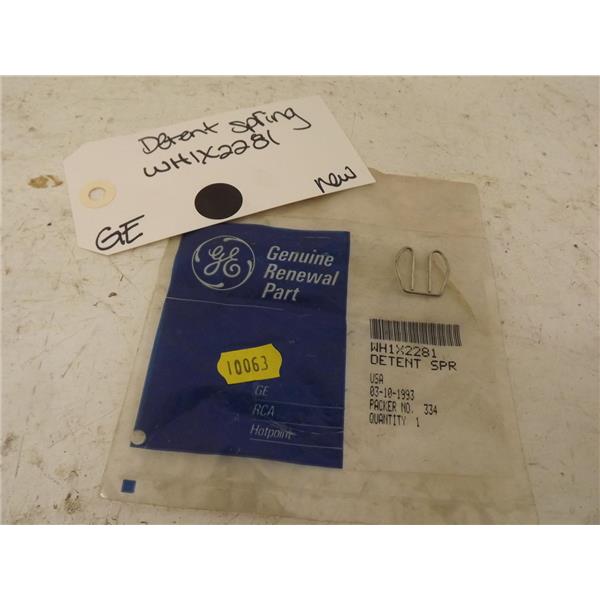 Detent spring
WH1X2281
new
GE
GE
Genuine
Renewal
Part
10063
GE
RCA
Hotpoint
WH1X2281
DETENT SPR
USA
03-10-1993
PACKER NO. 334
QUANTITY 1